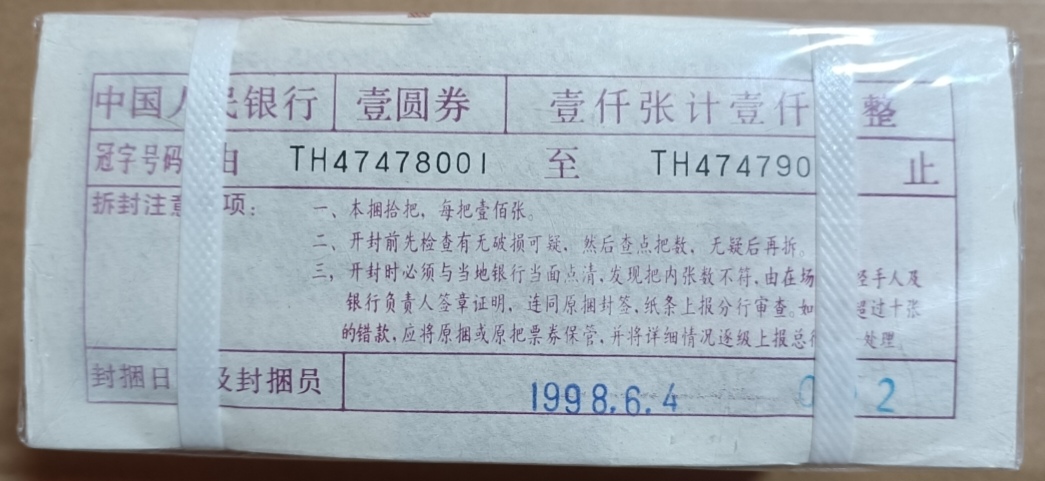 中国人民银行 壹圆券 壹仟张计壹仟 整
冠字号码 由 TH47478001 至 TH474790 止
拆封注意 项：
一、本捆拾把，每把壹佰张。
二、开封前先检查有无破损可疑，然后查点把数，无疑后再拆。
三、开封时必须与当地银行当面点清，发现把内张数不符，由在场 经手人及
银行负责人签章证明，连同原捆封签，纸条上报分行审查。如 超过十张
的错款，应将原捆或原把票券保管，并将详细情况逐级上报总 处理。
封捆日 及封捆员 1998.6.4 0 2